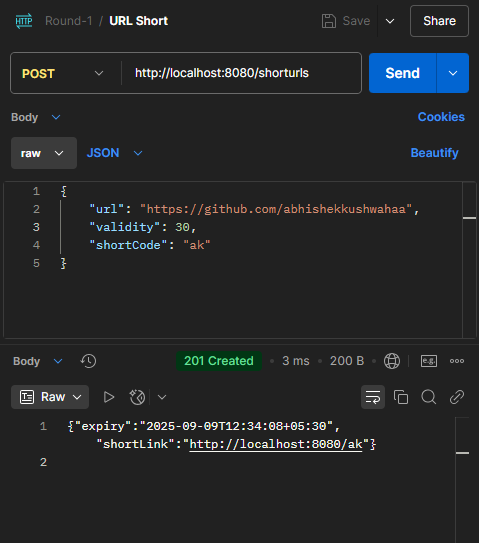 HTTP Round-1 / URL Short Save Share
POST http://localhost:8080/shorturls Send
Body Cookies
raw JSON Beautify
1 {
2 "url": "https://github.com/abhishekkushwahaa",
3 "validity": 30,
4 "shortCode": "ak"
5 }
Body 201 Created • 3 ms • 200 B e.g.
Raw
1 {"expiry":"2025-09-09T12:34:08+05:30",
"shortLink":"http://localhost:8080/ak"}
2